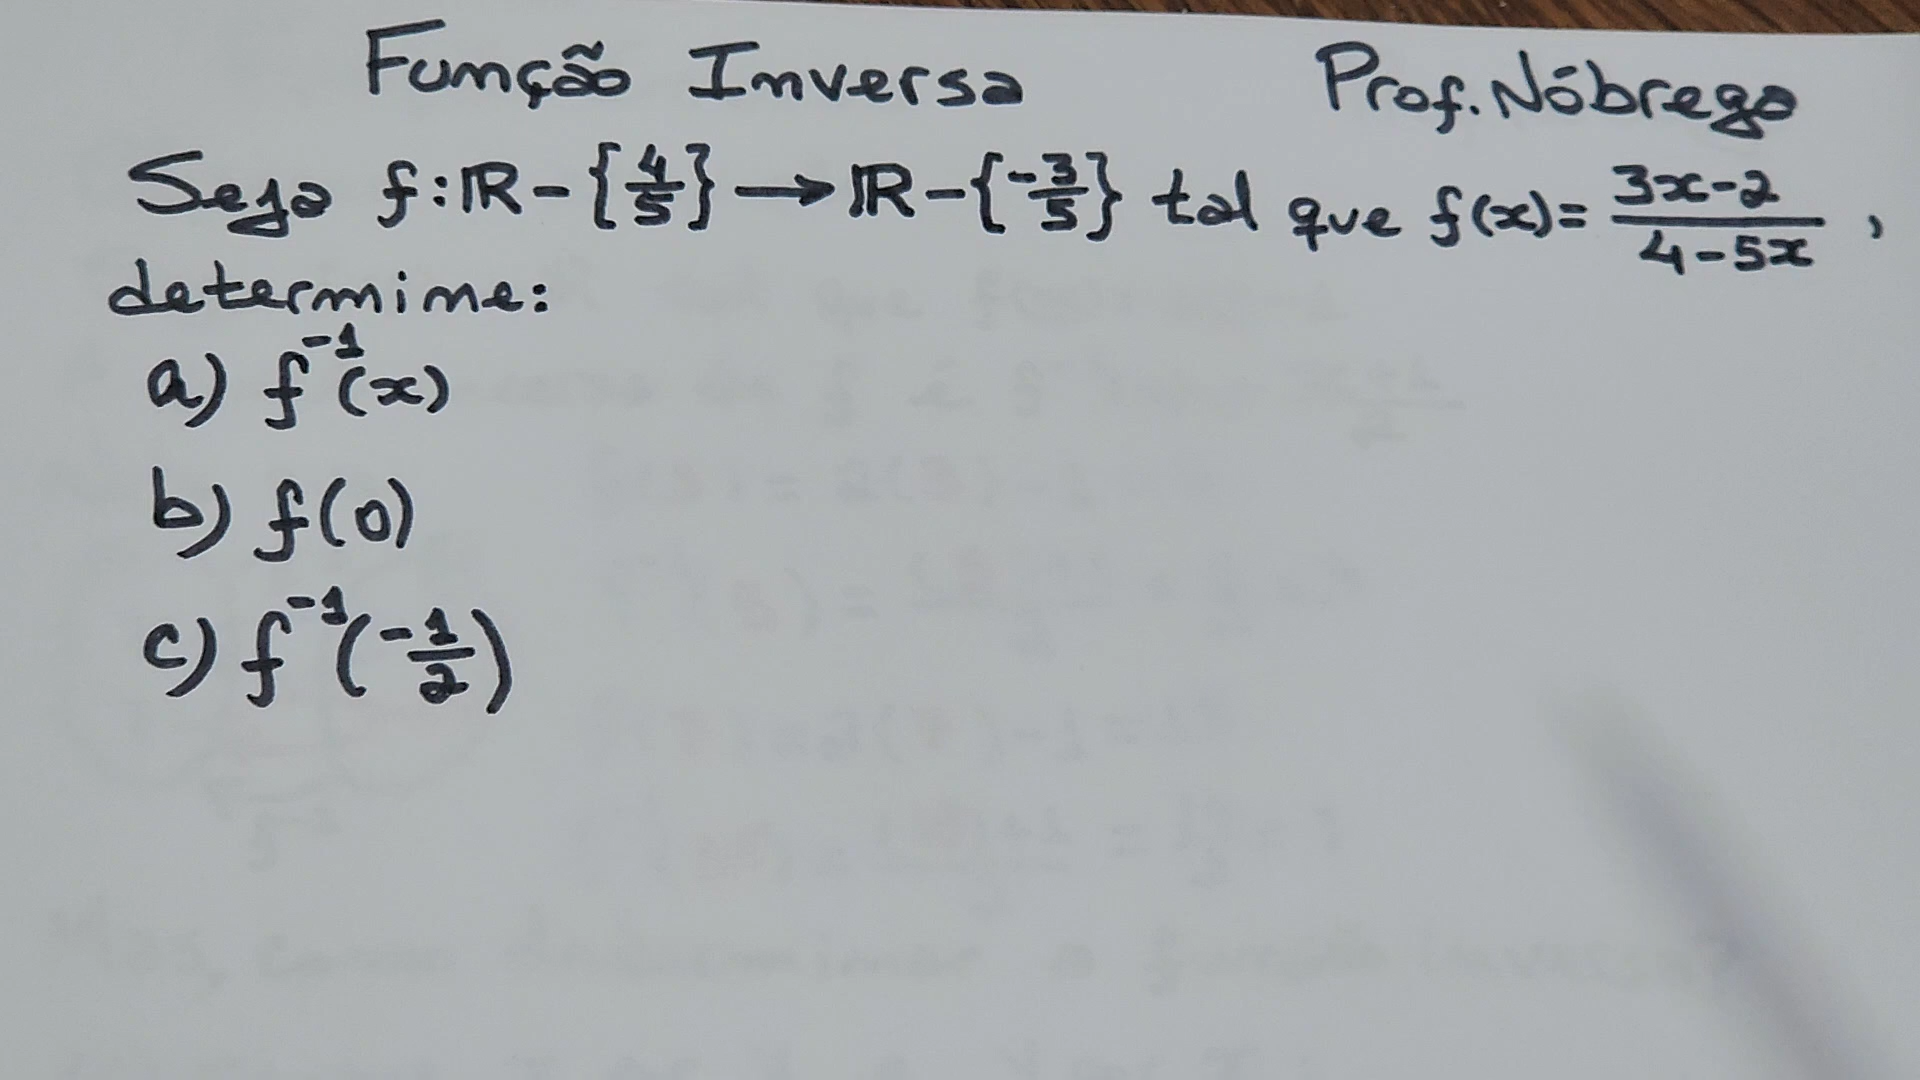 Função Inversa Prof. Nóbrega
Seja f: ℝ - {4/5} → ℝ - {-3/5} tal que f(x) = (3x-2)/(4-5x),
determine:
a) f⁻¹(x)
b) f(0)
c) f⁻¹(-1/2)